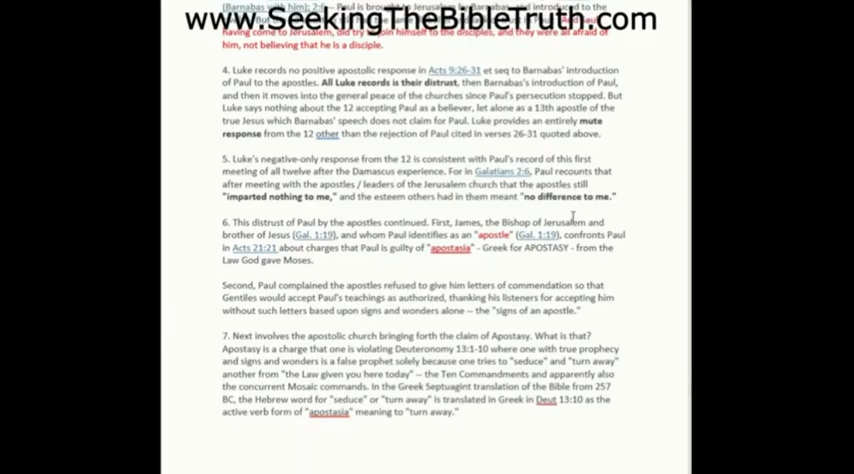 www.SeekingTheBibleTruth.com
[Barnabas with him]; 2:6 – Paul is brought to Jerusalem by Barnabas, and introduced to the
having come to Jerusalem, did try to join himself to the disciples, and they were all afraid of
him, not believing that he is a disciple.
4. Luke records no positive apostolic response in Acts 9:26-31 et seq to Barnabas' introduction
of Paul to the apostles. All Luke records is their distrust, then Barnabas's introduction of Paul,
and then it moves into the general peace of the churches since Paul's persecution stopped. But
Luke says nothing about the 12 accepting Paul as a believer, let alone as a 13th apostle of the
true Jesus which Barnabas' speech does not claim for Paul. Luke provides an entirely mute
response from the 12 other than the rejection of Paul cited in verses 26-31 quoted above.
5. Luke's negative-only response from the 12 is consistent with Paul's record of this first
meeting of all twelve after the Damascus experience. For in Galatians 2:6, Paul recounts that
after meeting with the apostles / leaders of the Jerusalem church that the apostles still
"imparted nothing to me," and the esteem others had in them meant "no difference to me."
6. This distrust of Paul by the apostles continued. First, James, the Bishop of Jerusalem and
brother of Jesus (Gal. 1:19), and whom Paul identifies as an "apostle" (Gal. 1:19), confronts Paul
in Acts 21:21 about charges that Paul is guilty of "apostasia" - Greek for APOSTASY - from the
Law God gave Moses.
Second, Paul complained the apostles refused to give him letters of commendation so that
Gentiles would accept Paul's teachings as authorized, thanking his listeners for accepting him
without such letters based upon signs and wonders alone -- the "signs of an apostle."
7. Next involves the apostolic church bringing forth the claim of Apostasy. What is that?
Apostasy is a charge that one is violating Deuteronomy 13:1-10 where one with true prophecy
and signs and wonders is a false prophet solely because one tries to "seduce" and "turn away"
another from "the Law given you here today" -- the Ten Commandments and apparently also
the concurrent Mosaic commands. In the Greek Septuagint translation of the Bible from 257
BC, the Hebrew word for "seduce" or "turn away" is translated in Greek in Deut 13:10 as the
active verb form of "apostasia" meaning to "turn away."